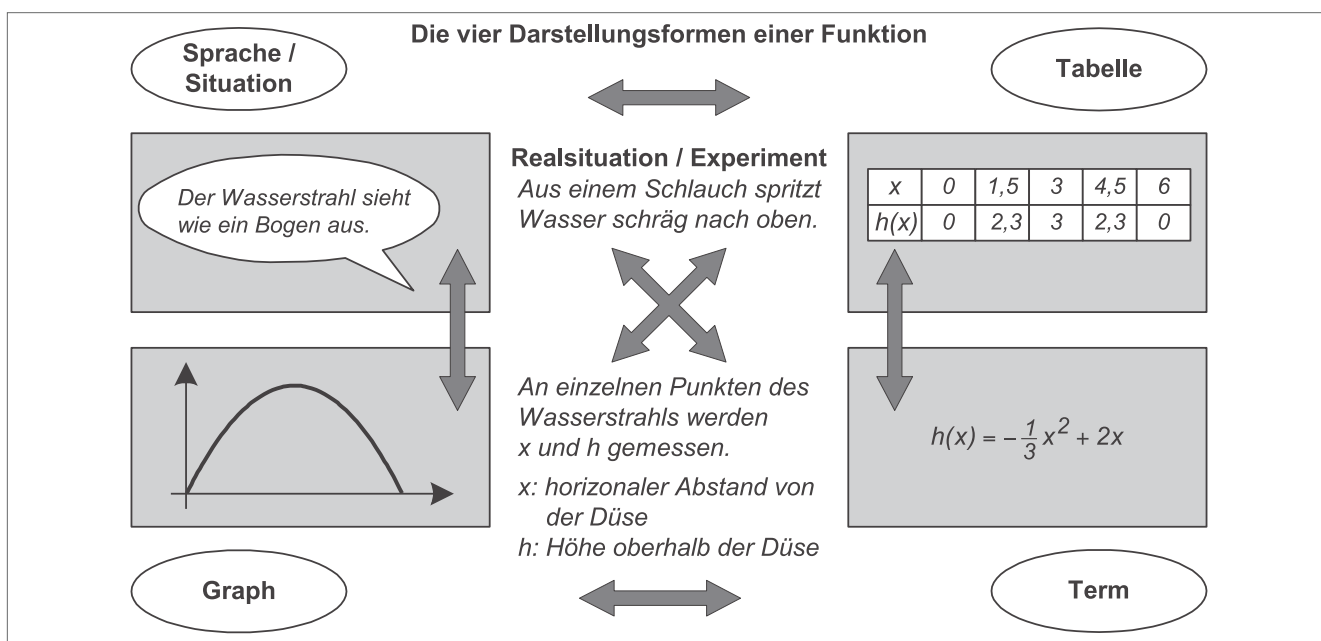 Die vier Darstellungsformen einer Funktion
Sprache /
Situation
Tabelle
Der Wasserstrahl sieht
wie ein Bogen aus.
Realsituation / Experiment
Aus einem Schlauch spritzt
Wasser schräg nach oben.
x 0 1,5 3 4,5 6
h(x) 0 2,3 3 2,3 0
An einzelnen Punkten des
Wasserstrahls werden
x und h gemessen.
x: horizonaler Abstand von
der Düse
h: Höhe oberhalb der Düse
h(x) = -1/3 x² + 2x
Graph
Term